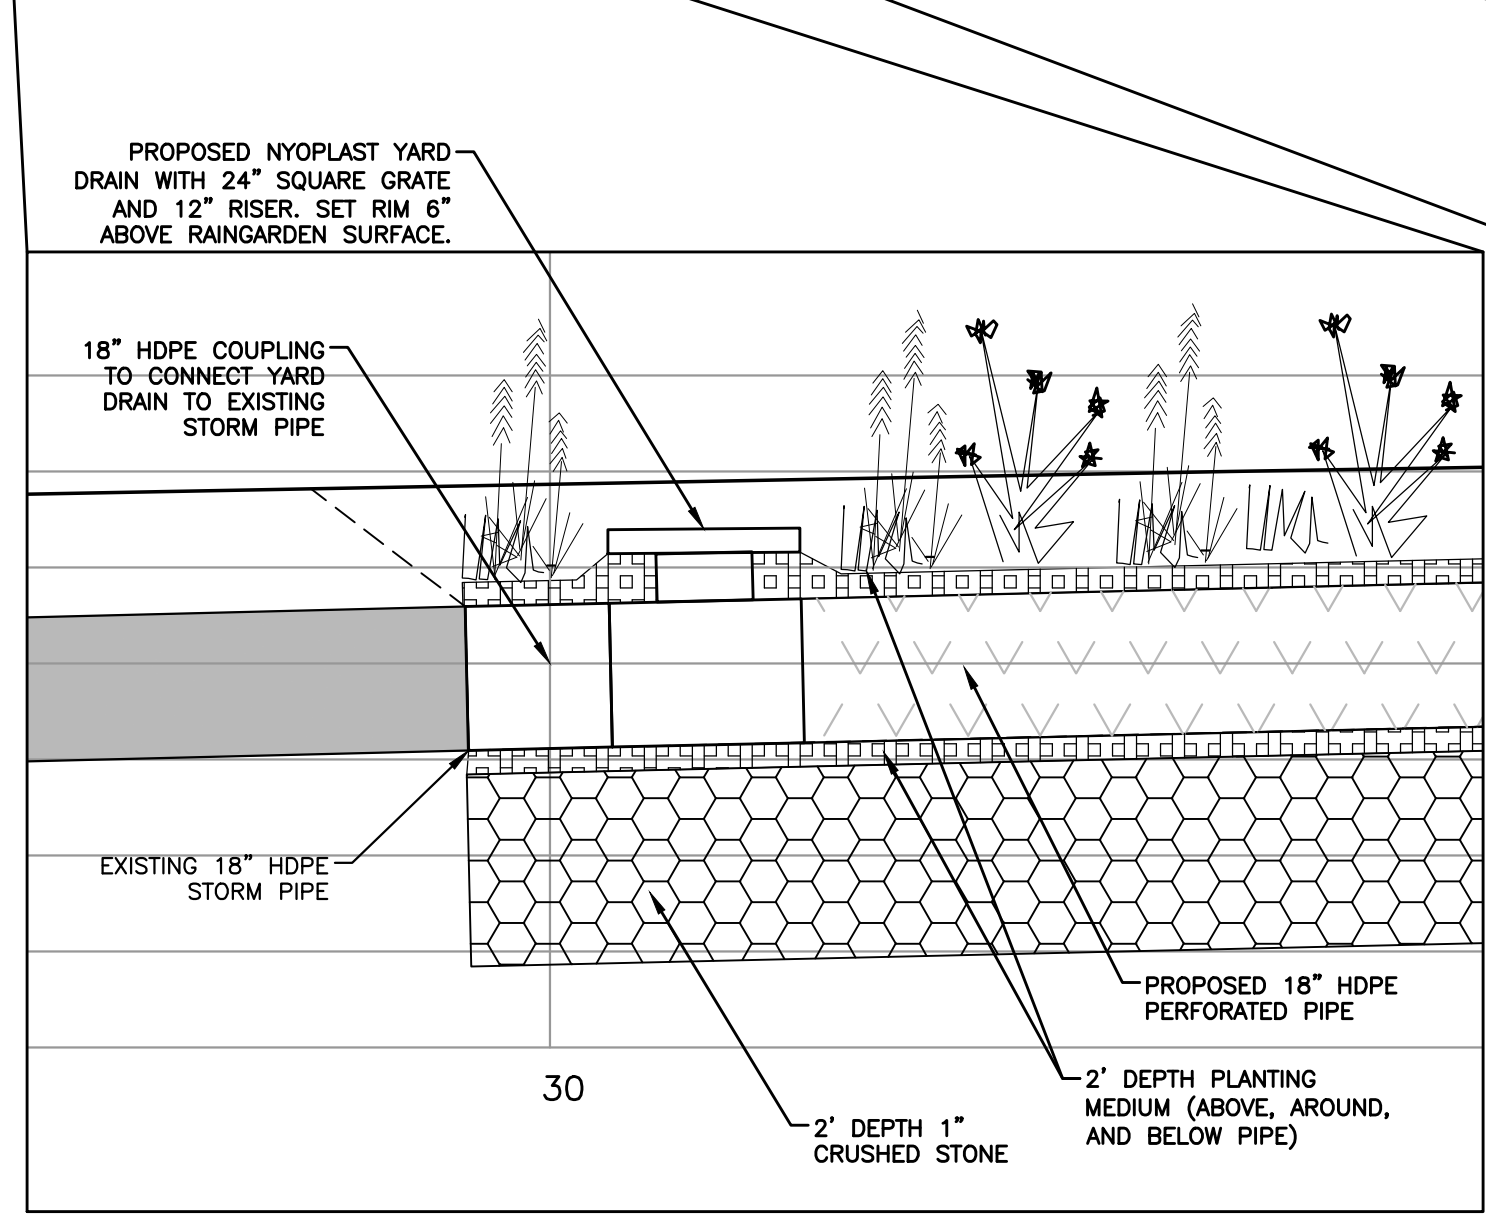 PROPOSED NYOPLAST YARD
DRAIN WITH 24" SQUARE GRATE
AND 12" RISER. SET RIM 6"
ABOVE RAINGARDEN SURFACE.
18" HDPE COUPLING
TO CONNECT YARD
DRAIN TO EXISTING
STORM PIPE
EXISTING 18" HDPE
STORM PIPE
PROPOSED 18" HDPE
PERFORATED PIPE
30
2' DEPTH PLANTING
MEDIUM (ABOVE, AROUND,
AND BELOW PIPE)
2' DEPTH 1"
CRUSHED STONE